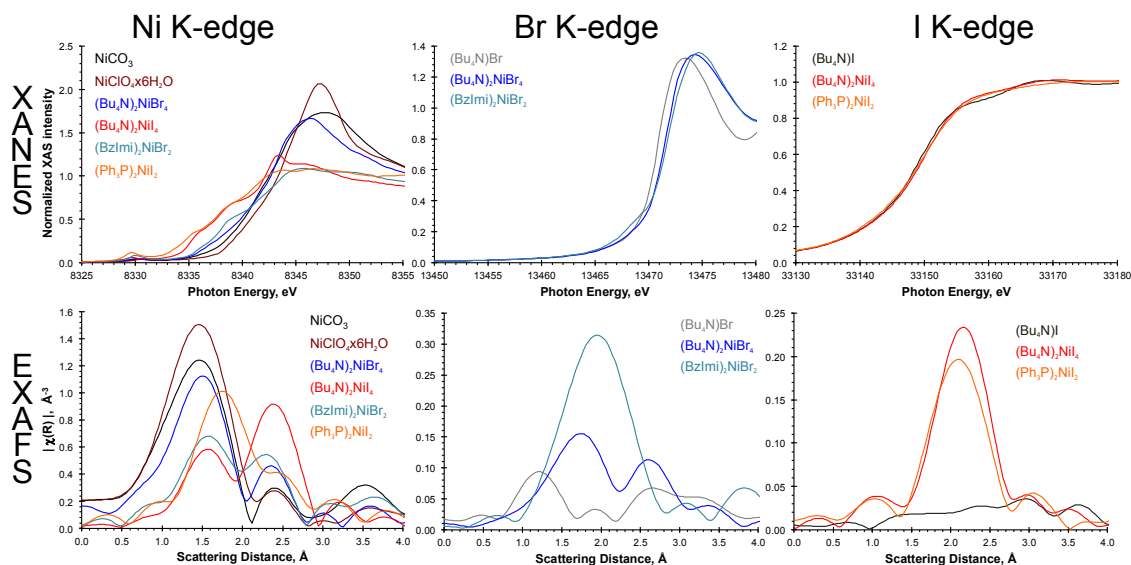 Ni K-edge
Br K-edge
I K-edge
XANES
Normalized XAS intensity
2.5
2.0
1.5
1.0
0.5
0.0
NiCO₃
NiClO₄x6H₂O
(Bu₄N)₂NiBr₄
(Bu₄N)₂NiI₄
(BzImi)₂NiBr₂
(Ph₃P)₂NiI₂
8325 8330 8335 8340 8345 8350 8355
Photon Energy, eV
1.4
1.2
1.0
0.8
0.6
0.4
0.2
0.0
(Bu₄N)Br
(Bu₄N)₂NiBr₄
(BzImi)₂NiBr₂
13450 13455 13460 13465 13470 13475 13480
Photon Energy, eV
1.2
1.0
0.8
0.6
0.4
0.2
0.0
(Bu₄N)I
(Bu₄N)₂NiI₄
(Ph₃P)₂NiI₂
33130 33140 33150 33160 33170 33180
Photon Energy, eV
EXAFS
| χ(R) |, Å⁻³
1.6
1.4
1.2
1.0
0.8
0.6
0.4
0.2
0.0
NiCO₃
NiClO₄x6H₂O
(Bu₄N)₂NiBr₄
(Bu₄N)₂NiI₄
(BzImi)₂NiBr₂
(Ph₃P)₂NiI₂
0.0 0.5 1.0 1.5 2.0 2.5 3.0 3.5 4.0
Scattering Distance, Å
0.35
0.30
0.25
0.20
0.15
0.10
0.05
0.00
(Bu₄N)Br
(Bu₄N)₂NiBr₄
(BzImi)₂NiBr₂
0.0 0.5 1.0 1.5 2.0 2.5 3.0 3.5 4.0
Scattering Distance, Å
0.25
0.20
0.15
0.10
0.05
0.00
(Bu₄N)I
(Bu₄N)₂NiI₄
(Ph₃P)₂NiI₂
0.0 0.5 1.0 1.5 2.0 2.5 3.0 3.5 4.0
Scattering Distance, Å